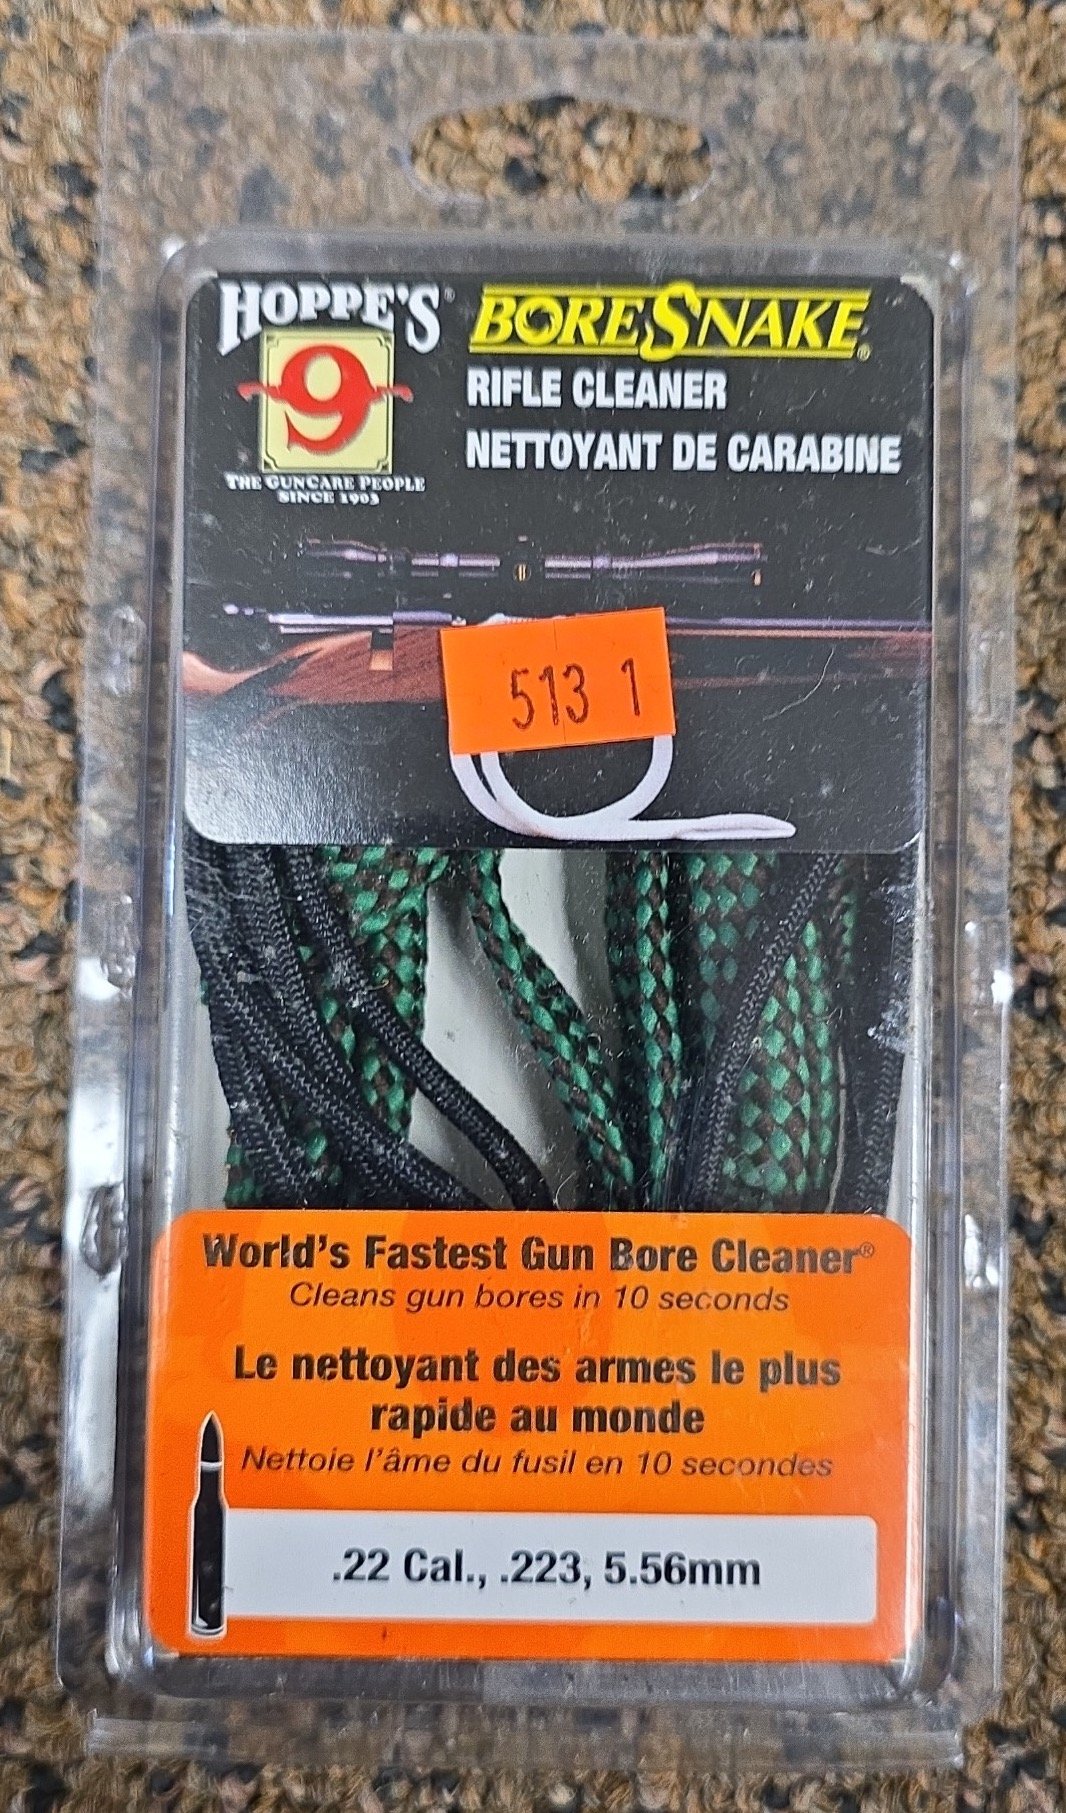 HOPPE'S®
9
THE GUNCARE PEOPLE
SINCE 1903
BORESNAKE®
RIFLE CLEANER
NETTOYANT DE CARABINE
513 1
World's Fastest Gun Bore Cleaner®
Cleans gun bores in 10 seconds
Le nettoyant des armes le plus
rapide au monde
Nettoie l'âme du fusil en 10 secondes
.22 Cal., .223, 5.56mm